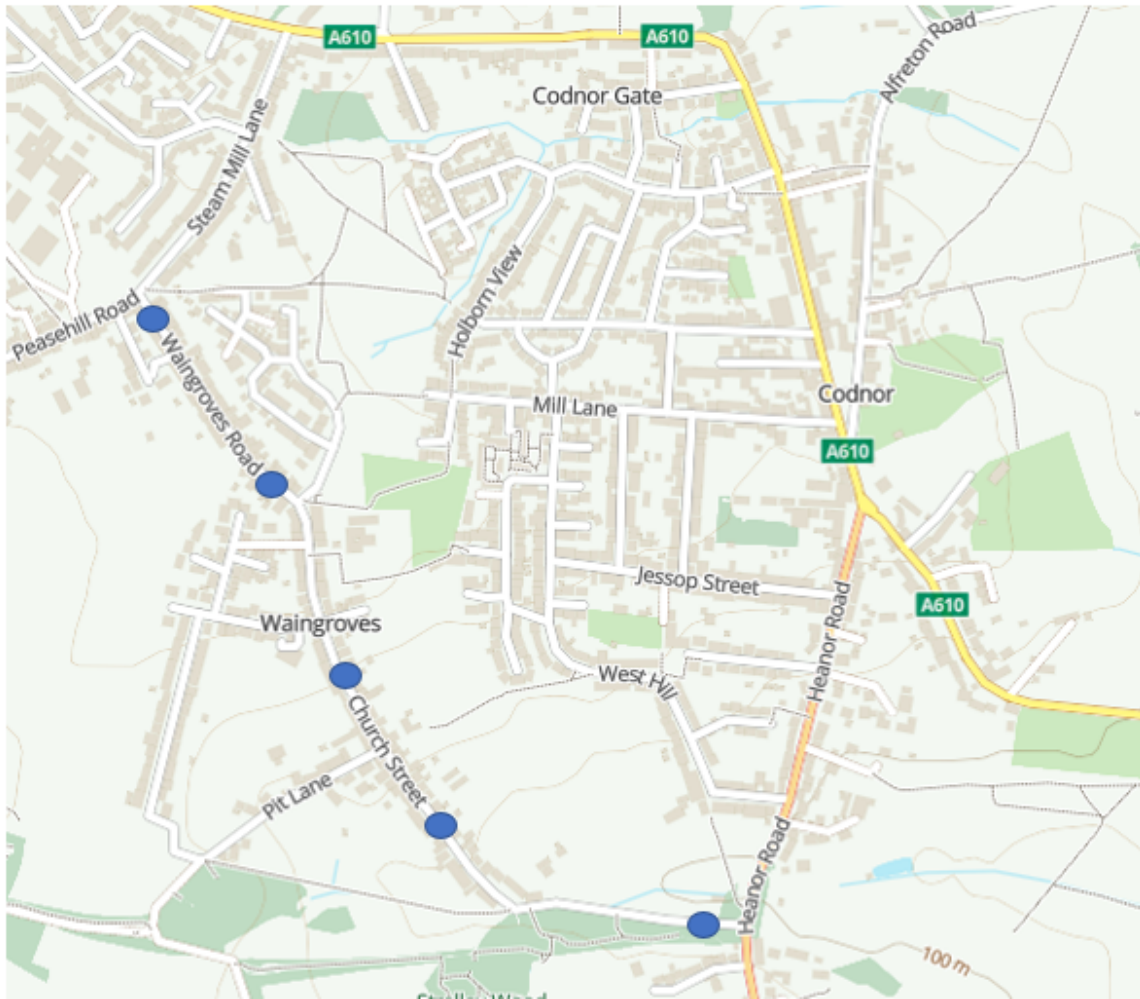 A610
A610
Alfreton Road
Codnor Gate
Steam Mill Lane
Holborn View
Peasehill Road
Waingroves Road
Mill Lane
Codnor
A610
Jessop Street
A610
Waingroves
Heanor Road
West Hill
Church Street
Pit Lane
Heanor Road
100 m